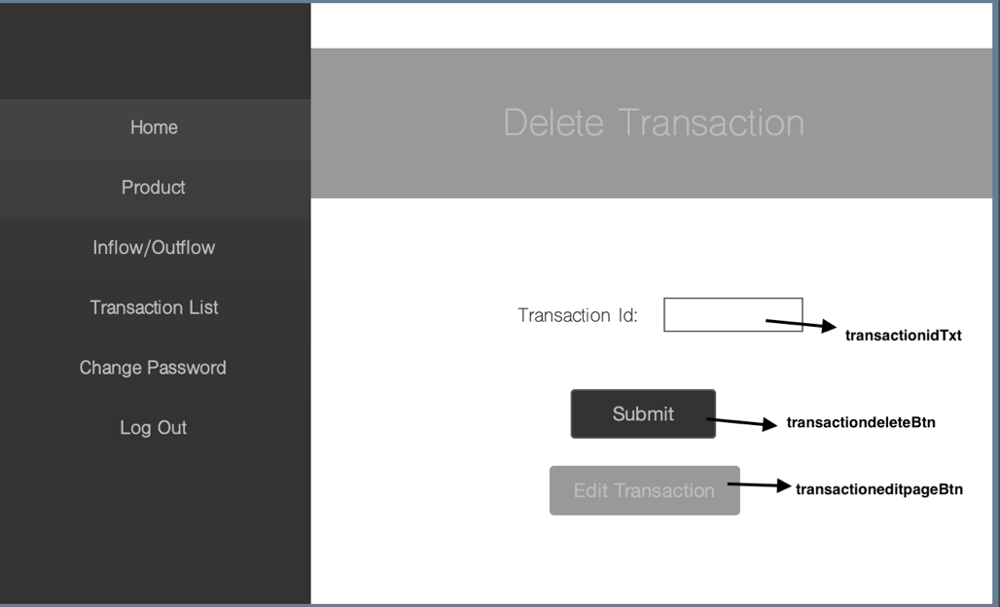 Home
Product
Inflow/Outflow
Transaction List
Change Password
Log Out
Delete Transaction
Transaction Id:
transactionidTxt
Submit
transactiondeleteBtn
Edit Transaction
transactioneditpageBtn